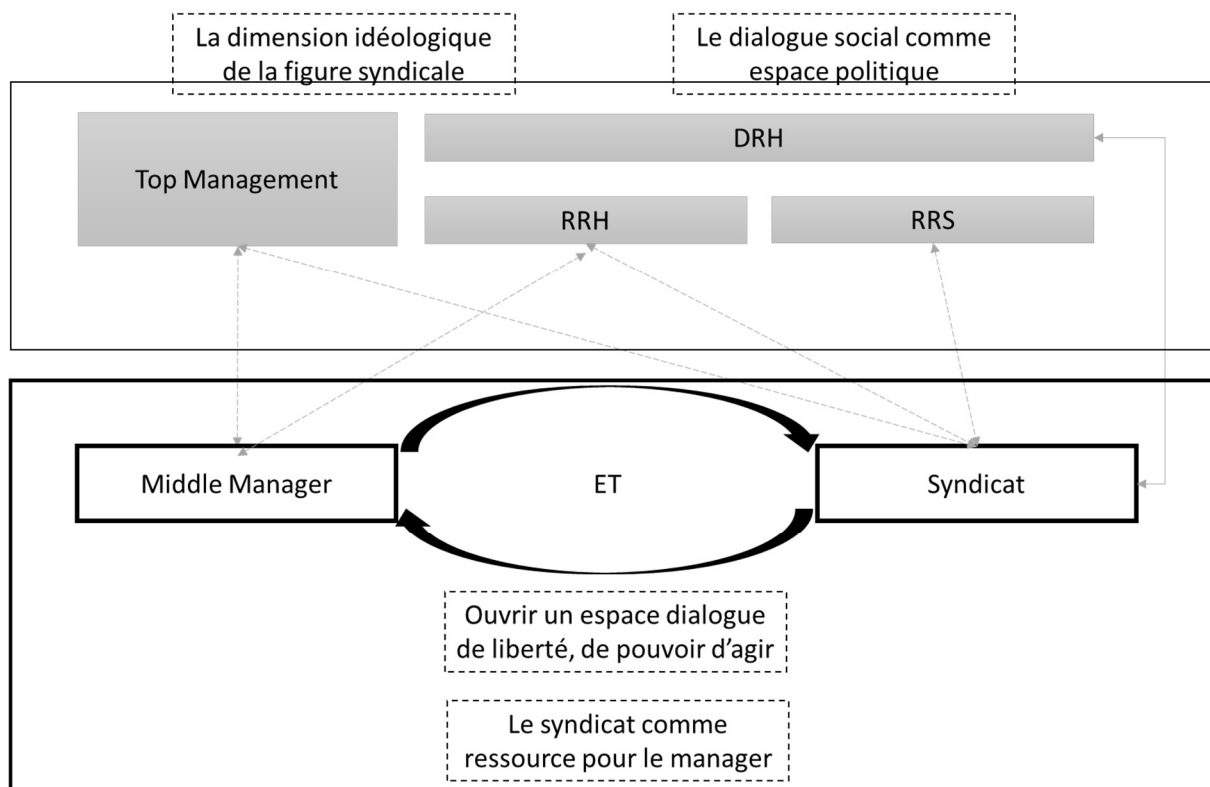 La dimension idéologique
de la figure syndicale
Le dialogue social comme
espace politique
Top Management
DRH
RRH
RRS
Middle Manager
ET
Syndicat
Ouvrir un espace dialogue
de liberté, de pouvoir d’agir
Le syndicat comme
ressource pour le manager